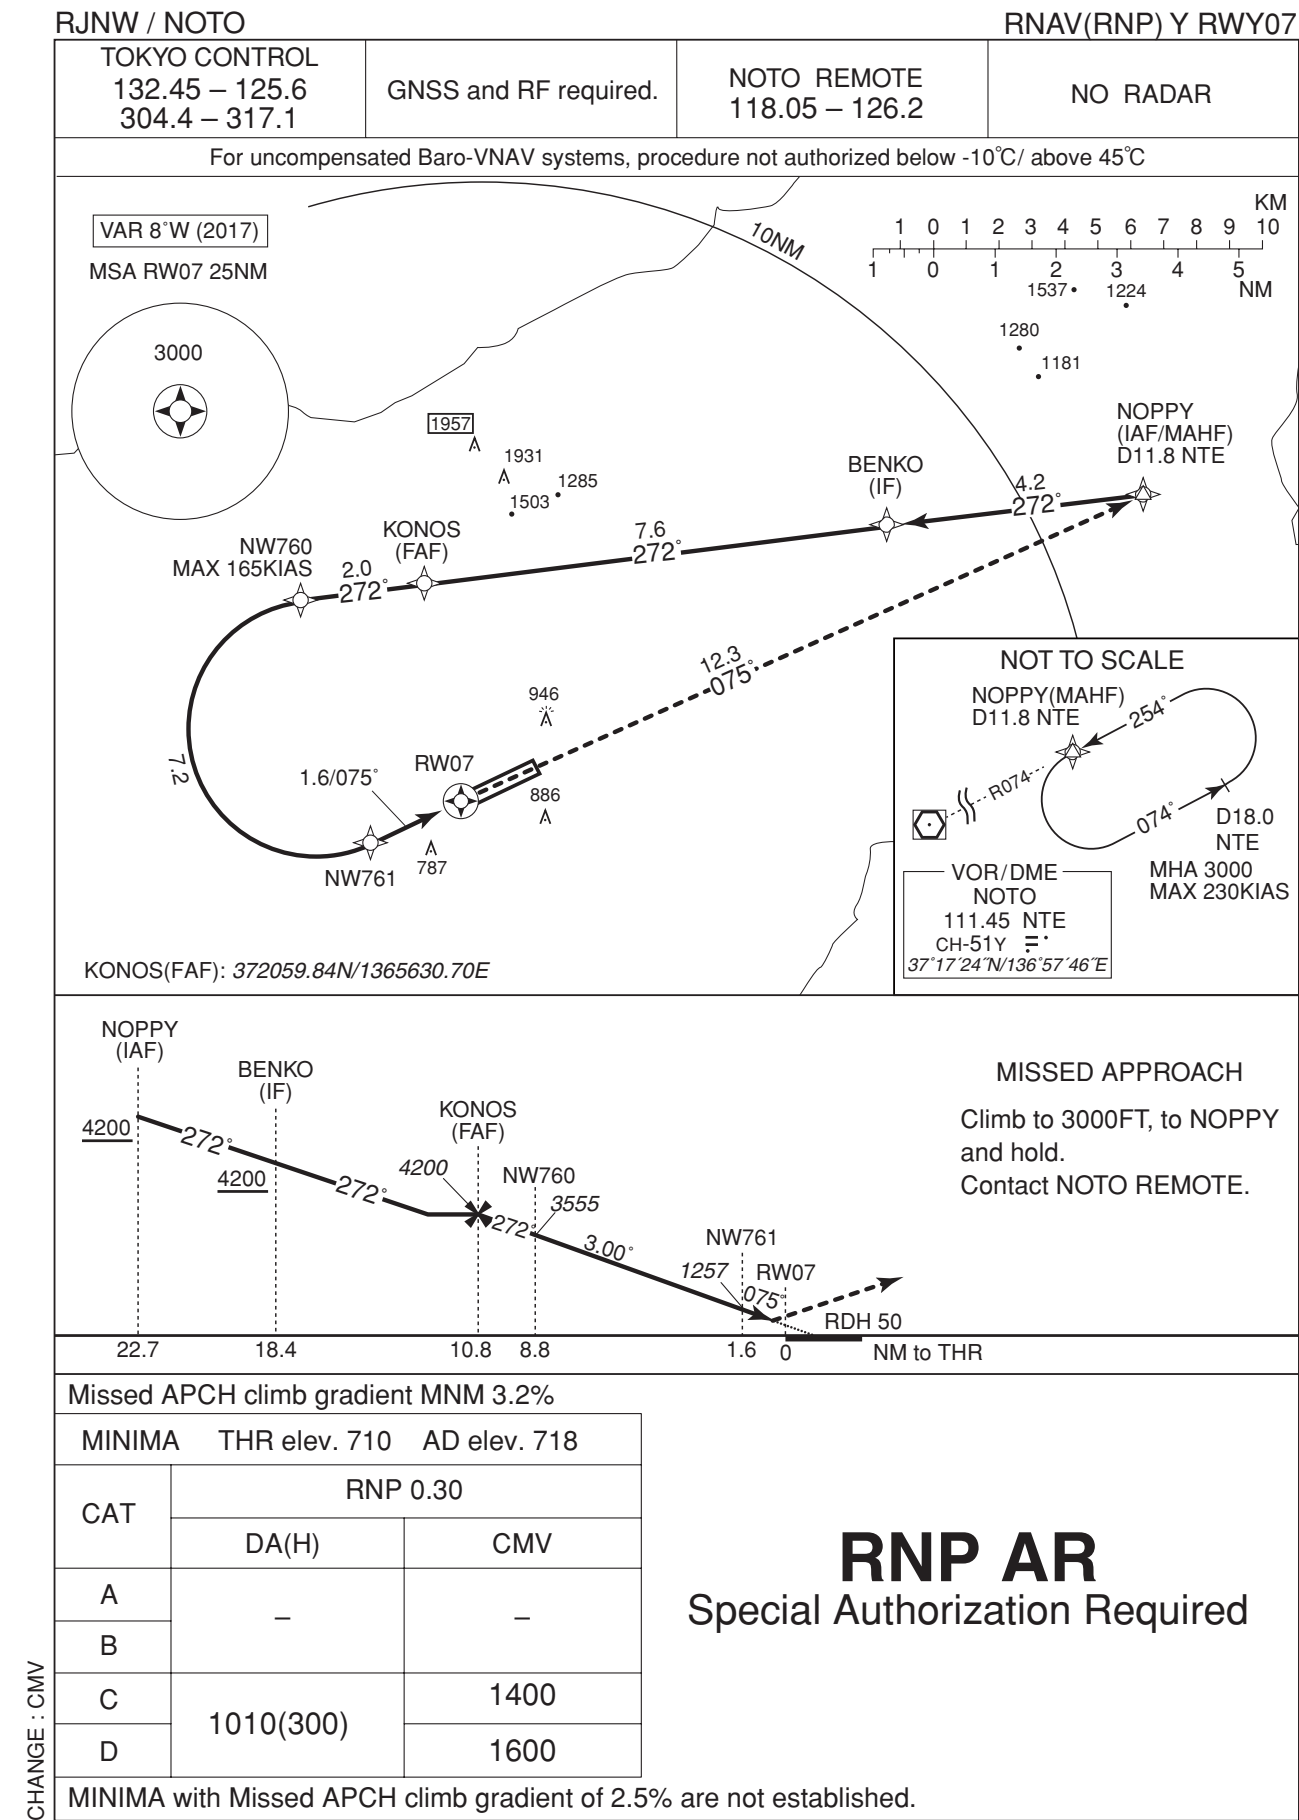 RJNW / NOTO
RNAV(RNP) Y RWY07
TOKYO CONTROL
132.45 – 125.6
304.4 – 317.1
GNSS and RF required.
NOTO REMOTE
118.05 – 126.2
NO RADAR
For uncompensated Baro-VNAV systems, procedure not authorized below -10℃/ above 45℃
VAR 8°W (2017)
MSA RW07 25NM
3000
10NM
KM
1 0 1 2 3 4 5 6 7 8 9 10
1 0 1 2 3 4 5
NM
1537
1224
1280
1181
1957
1931
1285
1503
NOPPY
(IAF/MAHF)
D11.8 NTE
BENKO
(IF)
4.2
272°
KONOS
(FAF)
7.6
272°
NW760
MAX 165KIAS
2.0
272°
12.3
075°
946
7.2
1.6/075°
RW07
886
787
NW761
NOT TO SCALE
NOPPY(MAHF)
D11.8 NTE
254°
R074
074°
D18.0
NTE
MHA 3000
MAX 230KIAS
VOR/DME
NOTO
111.45 NTE
CH-51Y
37°17′24″N/136°57′46″E
KONOS(FAF): 372059.84N/1365630.70E
NOPPY
(IAF)
BENKO
(IF)
KONOS
(FAF)
4200
272°
4200
272°
4200
NW760
272°
3555
3.00°
NW761
1257
RW07
075°
RDH 50
22.7 18.4 10.8 8.8 1.6 0 NM to THR
MISSED APPROACH
Climb to 3000FT, to NOPPY
and hold.
Contact NOTO REMOTE.
Missed APCH climb gradient MNM 3.2%
MINIMA THR elev. 710 AD elev. 718
CAT
RNP 0.30
DA(H) CMV
A
B
– –
C
D
1010(300)
1400
1600
MINIMA with Missed APCH climb gradient of 2.5% are not established.
RNP AR
Special Authorization Required
CHANGE : CMV